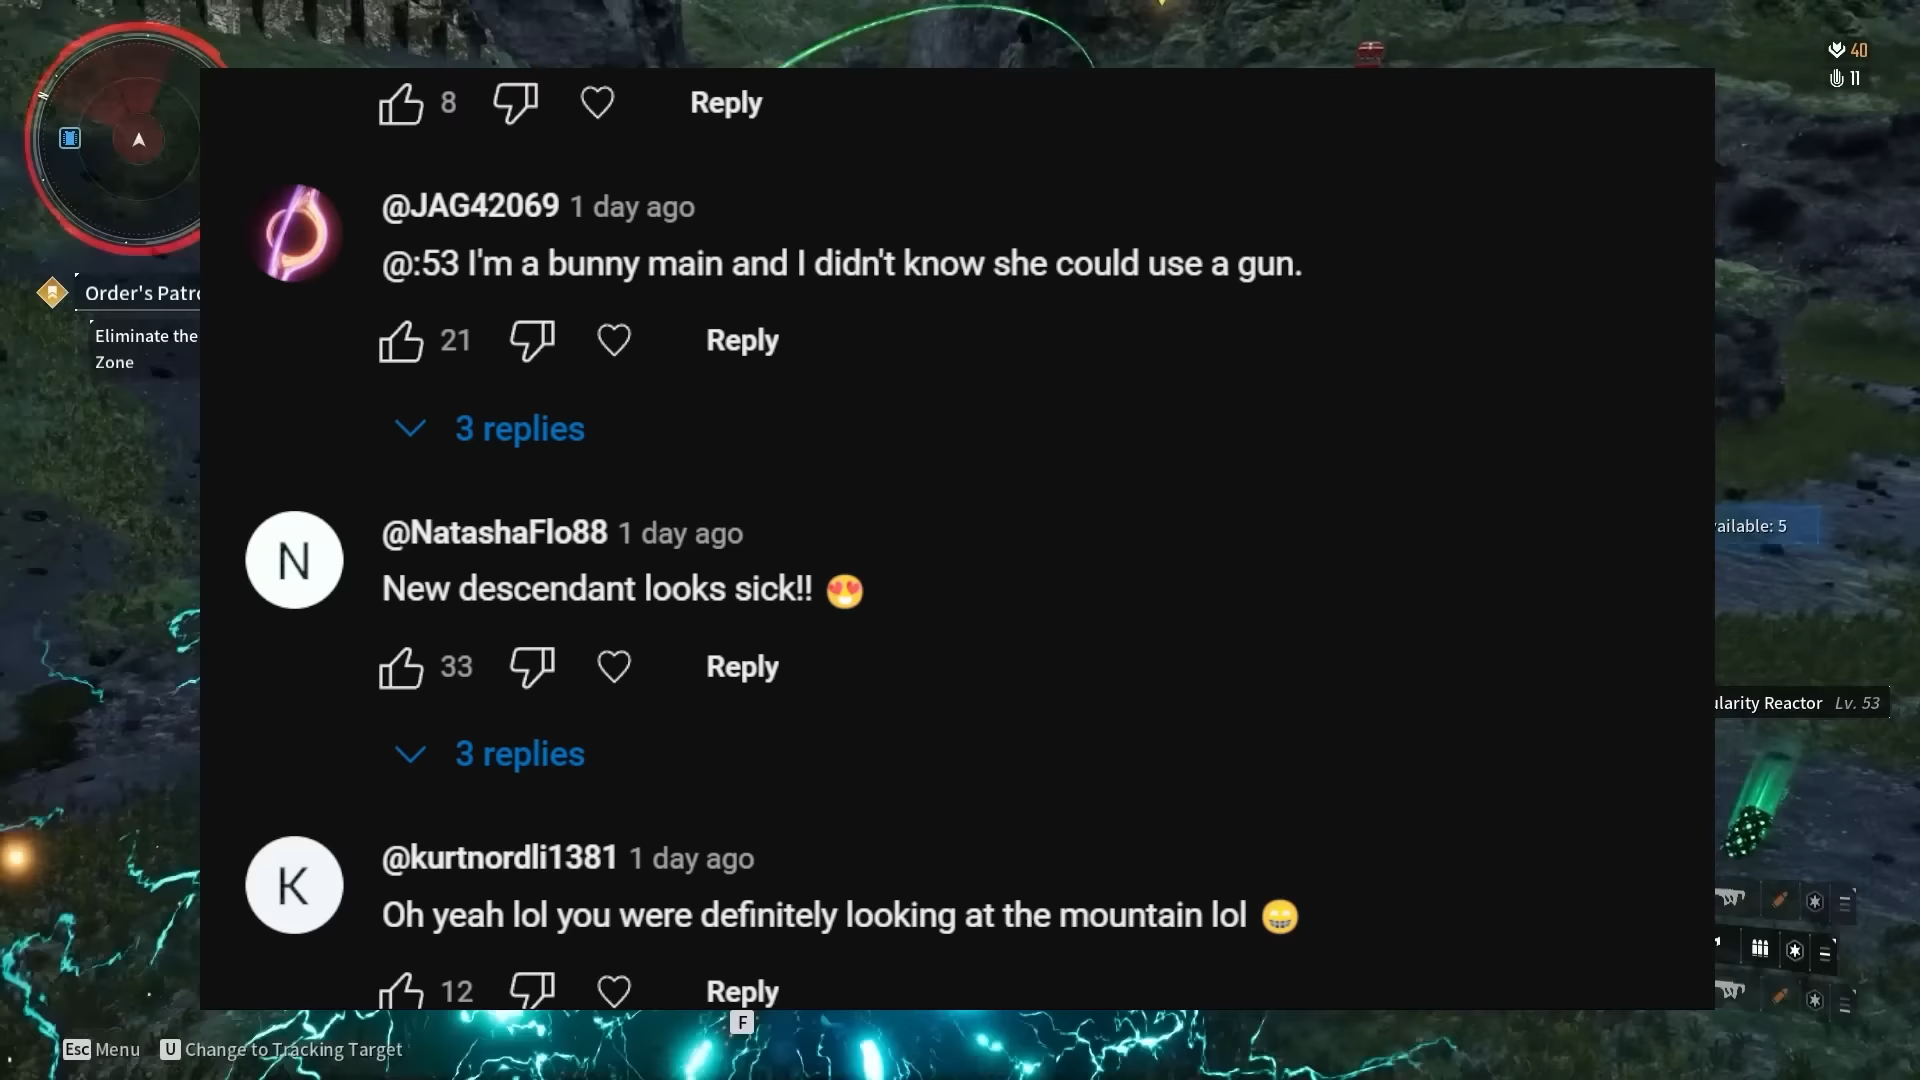 40
11
N
8
Reply
@JAG42069 1 day ago
@:53 I'm a bunny main and I didn't know she could use a gun.
21
Reply
3 replies
Order's Patro
Eliminate the
Zone
N
@NatashaFlo88 1 day ago
New descendant looks sick!! 😍
33
Reply
3 replies
vailable: 5
ularity Reactor Lv. 53
K
@kurtnordli1381 1 day ago
Oh yeah lol you were definitely looking at the mountain lol 😁
12
Reply
F
Esc Menu U Change to Tracking Target